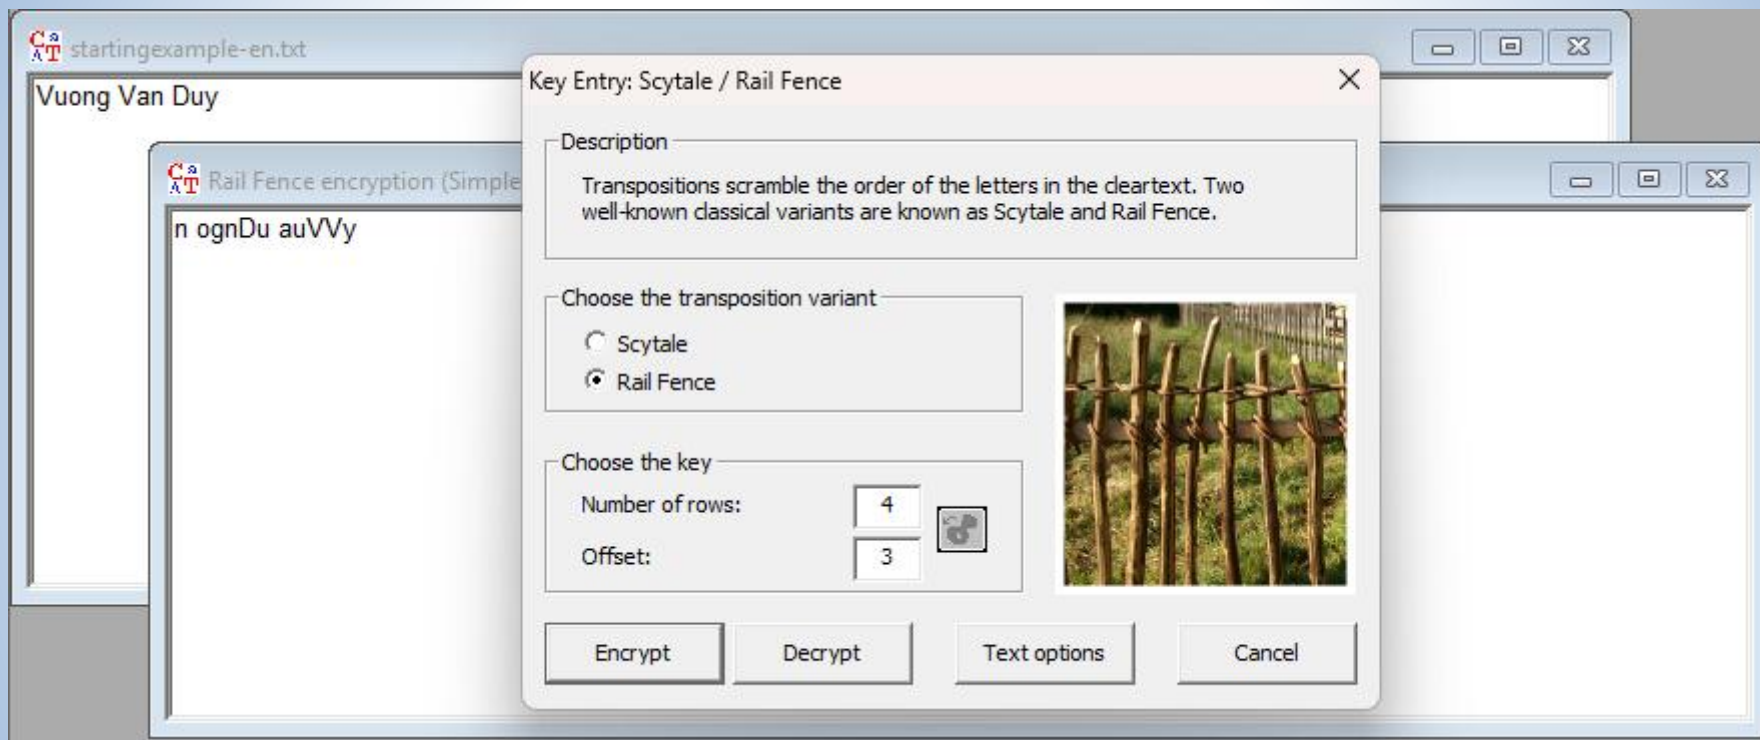 startingexample-en.txt
Vuong Van Duy
Rail Fence encryption (Simple
n ognDu auVVy
Key Entry: Scytale / Rail Fence
Description
Transpositions scramble the order of the letters in the cleartext. Two
well-known classical variants are known as Scytale and Rail Fence.
Choose the transposition variant
Scytale
Rail Fence
Choose the key
Number of rows: 4
Offset: 3
Encrypt Decrypt Text options Cancel